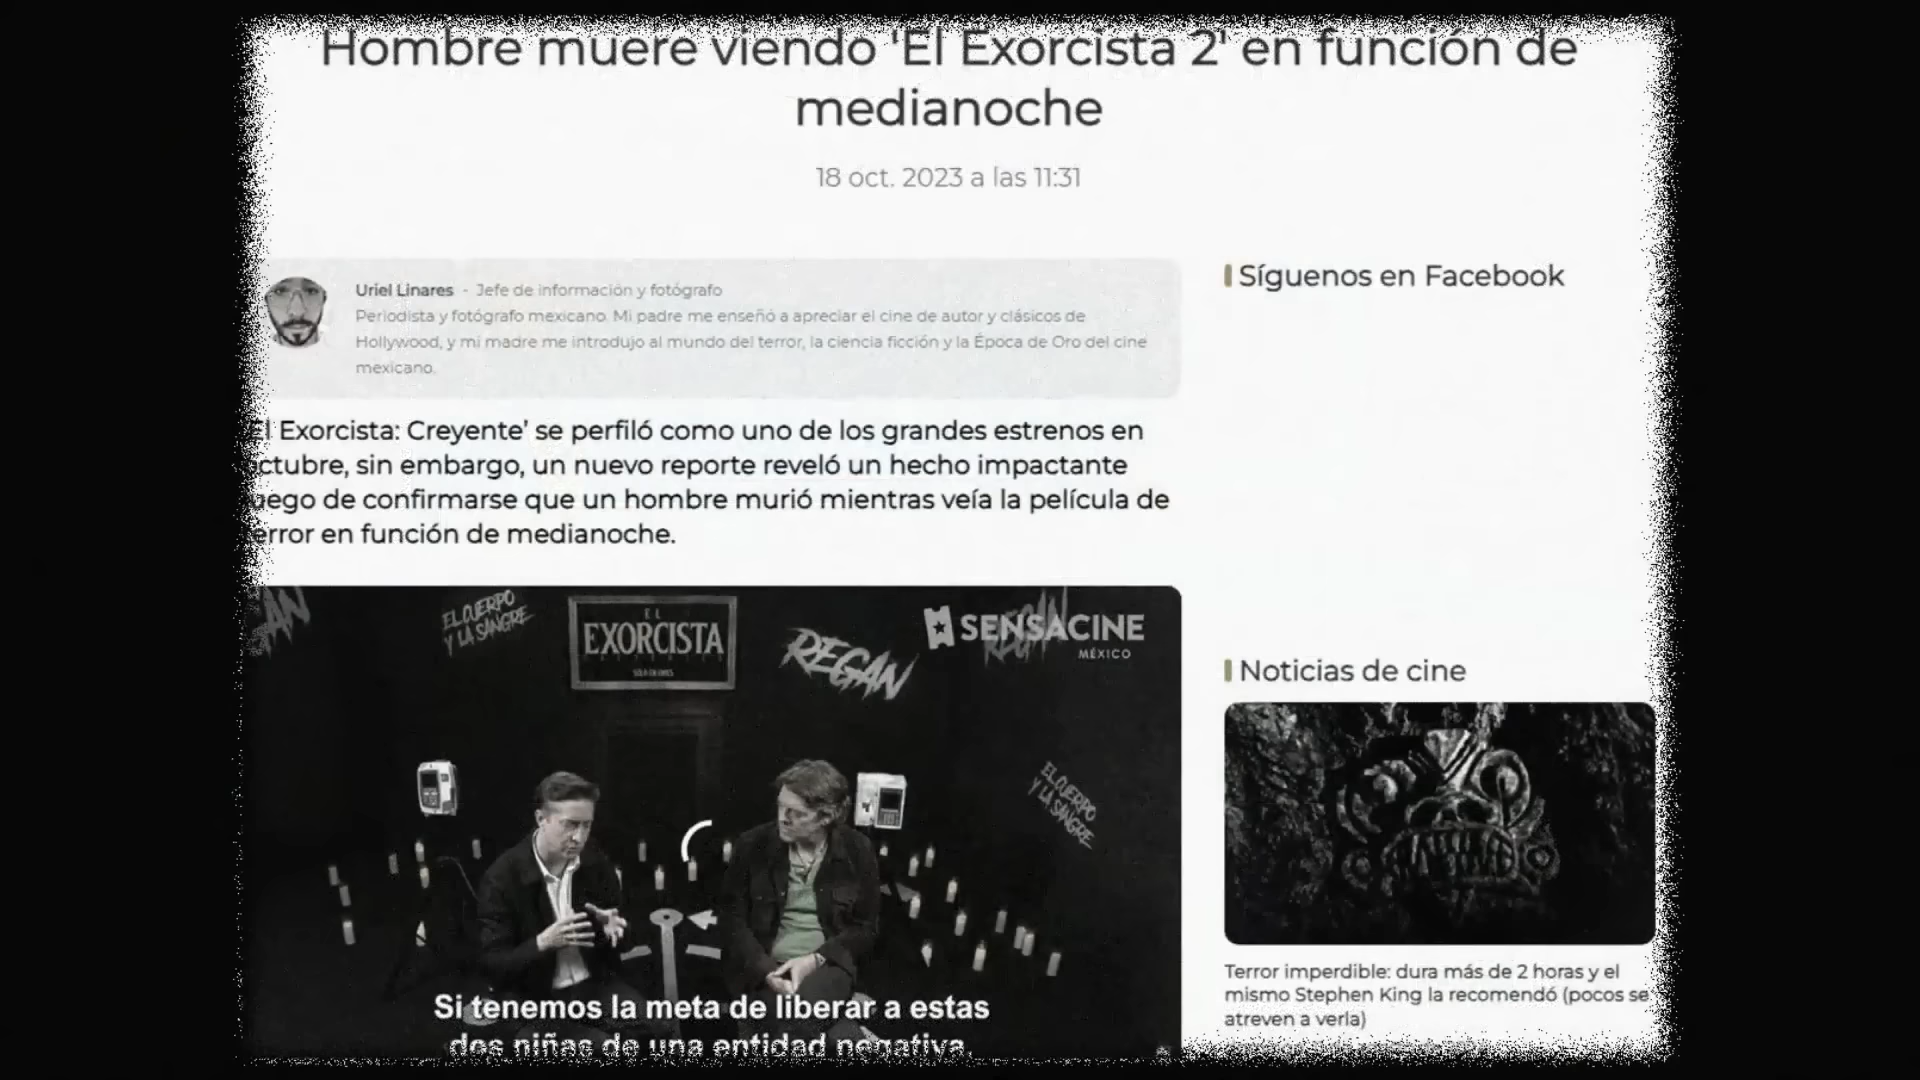 Hombre muere viendo 'El Exorcista 2' en función de
medianoche
18 oct. 2023 a las 11:31
Uriel Linares - Jefe de información y fotógrafo
Periodista y fotógrafo mexicano. Mi padre me enseñó a apreciar el cine de autor y clásicos de
Hollywood, y mi madre me introdujo al mundo del terror, la ciencia ficción y la Época de Oro del cine
mexicano.
El Exorcista: Creyente' se perfiló como uno de los grandes estrenos en
octubre, sin embargo, un nuevo reporte reveló un hecho impactante
luego de confirmarse que un hombre murió mientras veía la película de
terror en función de medianoche.
EL CUERPO
Y LA SANGRE
EL
EXORCISTA
REGAN
SENSACINE
MÉXICO
REGAN
EL CUERPO
Y LA SANGRE
Si tenemos la meta de liberar a estas
dos niñas de una entidad negativa,
Síguenos en Facebook
Noticias de cine
Terror imperdible: dura más de 2 horas y el
mismo Stephen King la recomendó (pocos se
atreven a verla)